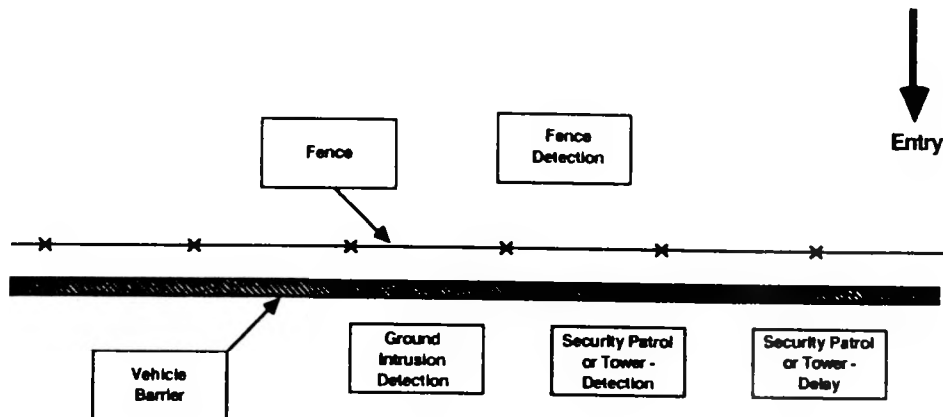 Entry
Fence
Fence
Detection
Vehicle
Barrier
Ground
Intrusion
Detection
Security Patrol
or Tower -
Detection
Security Patrol
or Tower -
Delay